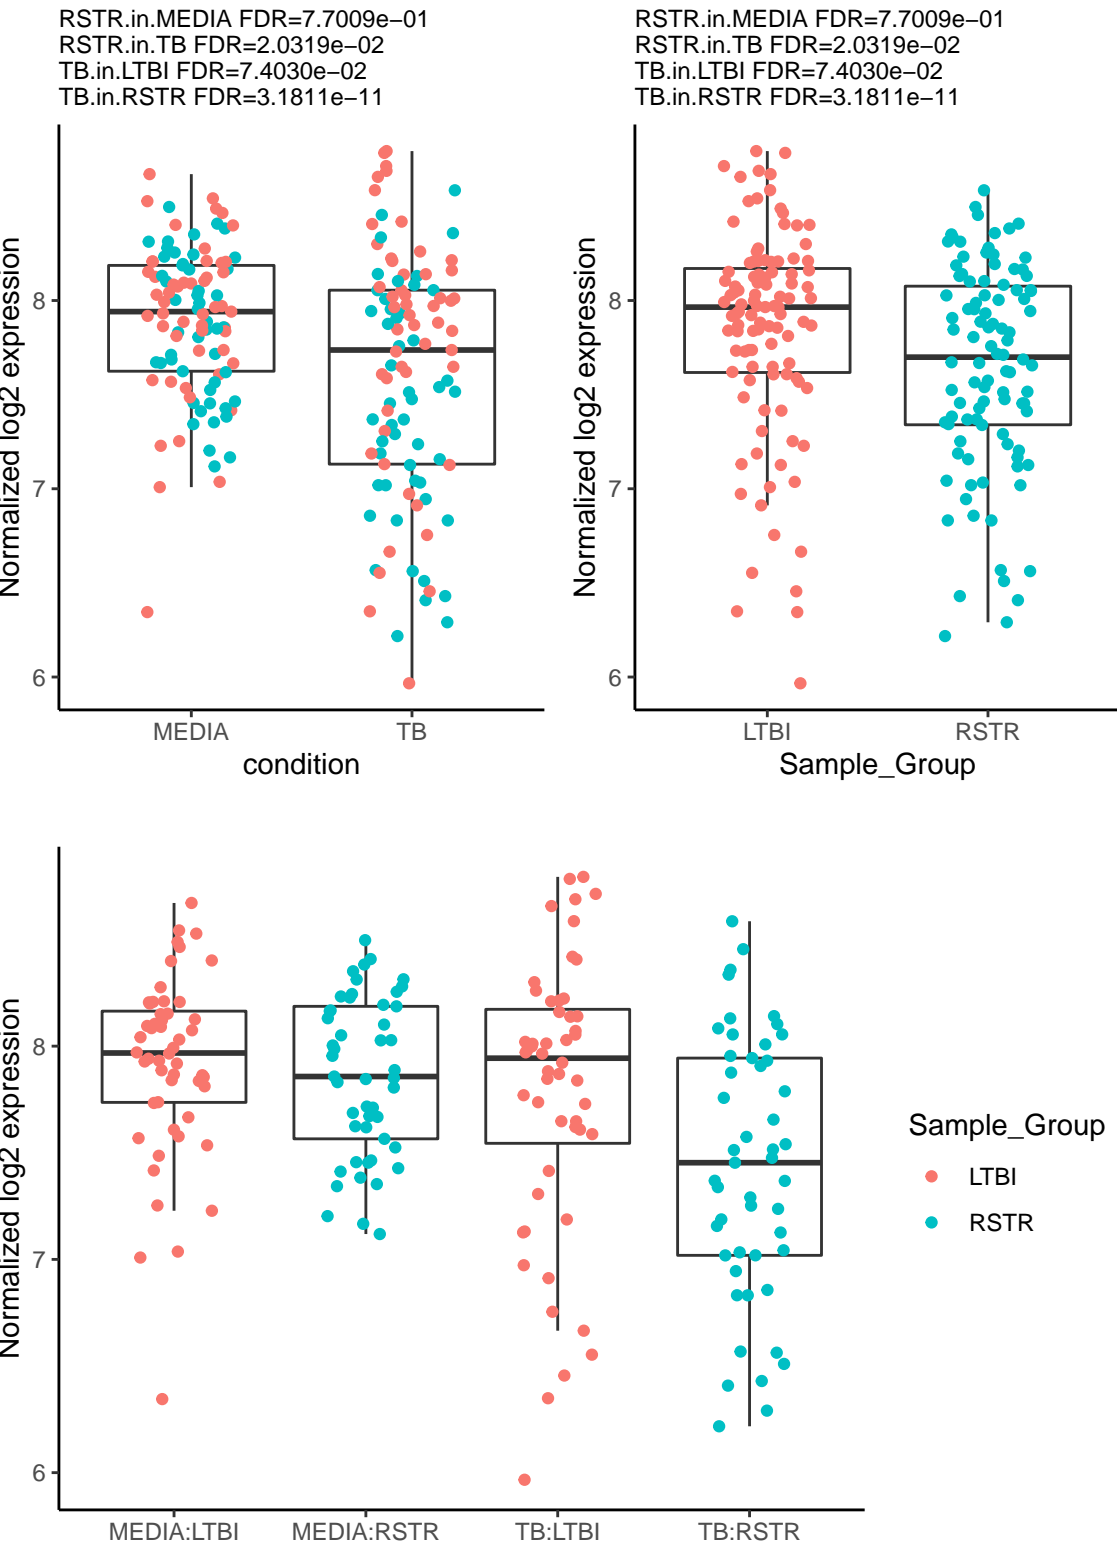 RSTR.in.MEDIA FDR=7.7009e−01
RSTR.in.TB FDR=2.0319e−02
TB.in.LTBI FDR=7.4030e−02
TB.in.RSTR FDR=3.1811e−11
Normalized log2 expression
8
7
6
MEDIA TB
condition
RSTR.in.MEDIA FDR=7.7009e−01
RSTR.in.TB FDR=2.0319e−02
TB.in.LTBI FDR=7.4030e−02
TB.in.RSTR FDR=3.1811e−11
Normalized log2 expression
8
7
6
LTBI RSTR
Sample_Group
Normalized log2 expression
8
7
6
MEDIA:LTBI MEDIA:RSTR TB:LTBI TB:RSTR
Sample_Group
LTBI
RSTR